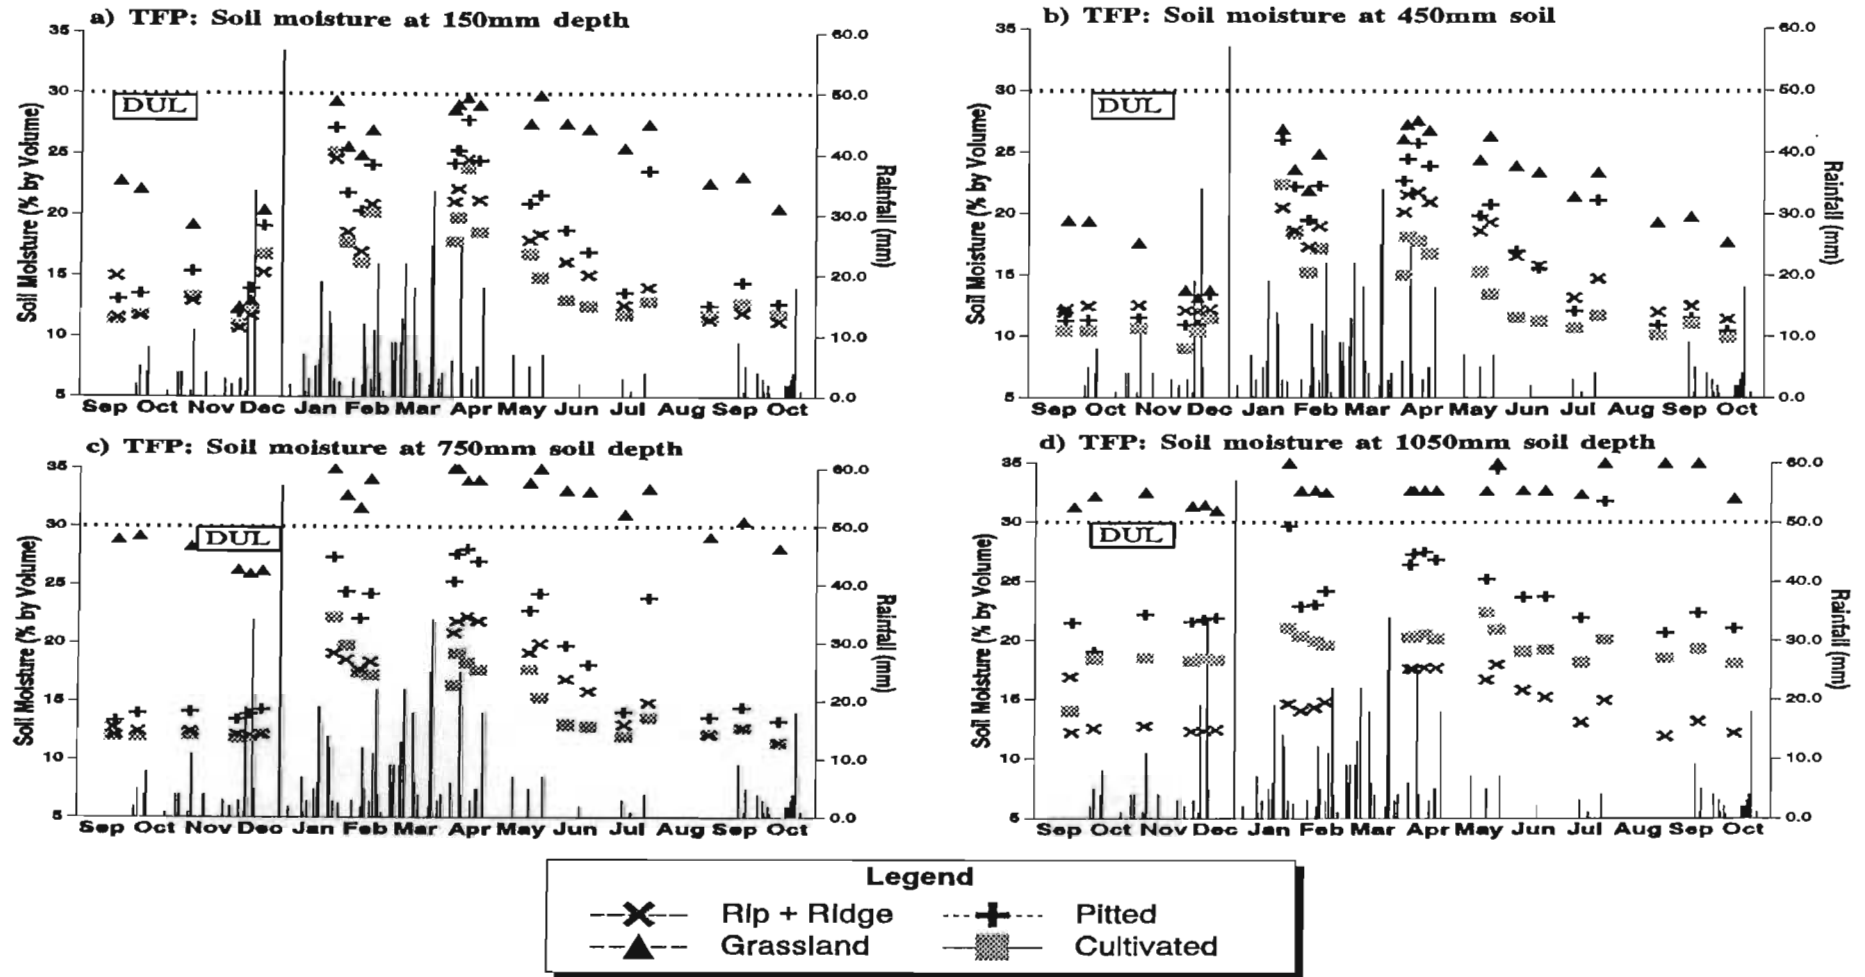 a) TFP: Soil moisture at 150mm depth
35
30
25
20
15
10
5
Soil Moisture (% by Volume)
DUL
60.0
50.0
40.0
30.0
20.0
10.0
0.0
Rainfall (mm)
Sep Oct Nov Dec Jan Feb Mar Apr May Jun Jul Aug Sep Oct
b) TFP: Soil moisture at 450mm soil
35
30
25
20
15
10
5
Soil Moisture (% by Volume)
DUL
60.0
50.0
40.0
30.0
20.0
10.0
0.0
Rainfall (mm)
Sep Oct Nov Dec Jan Feb Mar Apr May Jun Jul Aug Sep Oct
c) TFP: Soil moisture at 750mm soil depth
35
30
25
20
15
10
5
Soil Moisture (% by Volume)
DUL
60.0
50.0
40.0
30.0
20.0
10.0
0.0
Rainfall (mm)
Sep Oct Nov Dec Jan Feb Mar Apr May Jun Jul Aug Sep Oct
d) TFP: Soil moisture at 1050mm soil depth
35
30
25
20
15
10
5
Soil Moisture (% by Volume)
DUL
60.0
50.0
40.0
30.0
20.0
10.0
0.0
Rainfall (mm)
Sep Oct Nov Dec Jan Feb Mar Apr May Jun Jul Aug Sep Oct
Legend
Rip + Ridge
Pitted
Grassland
Cultivated